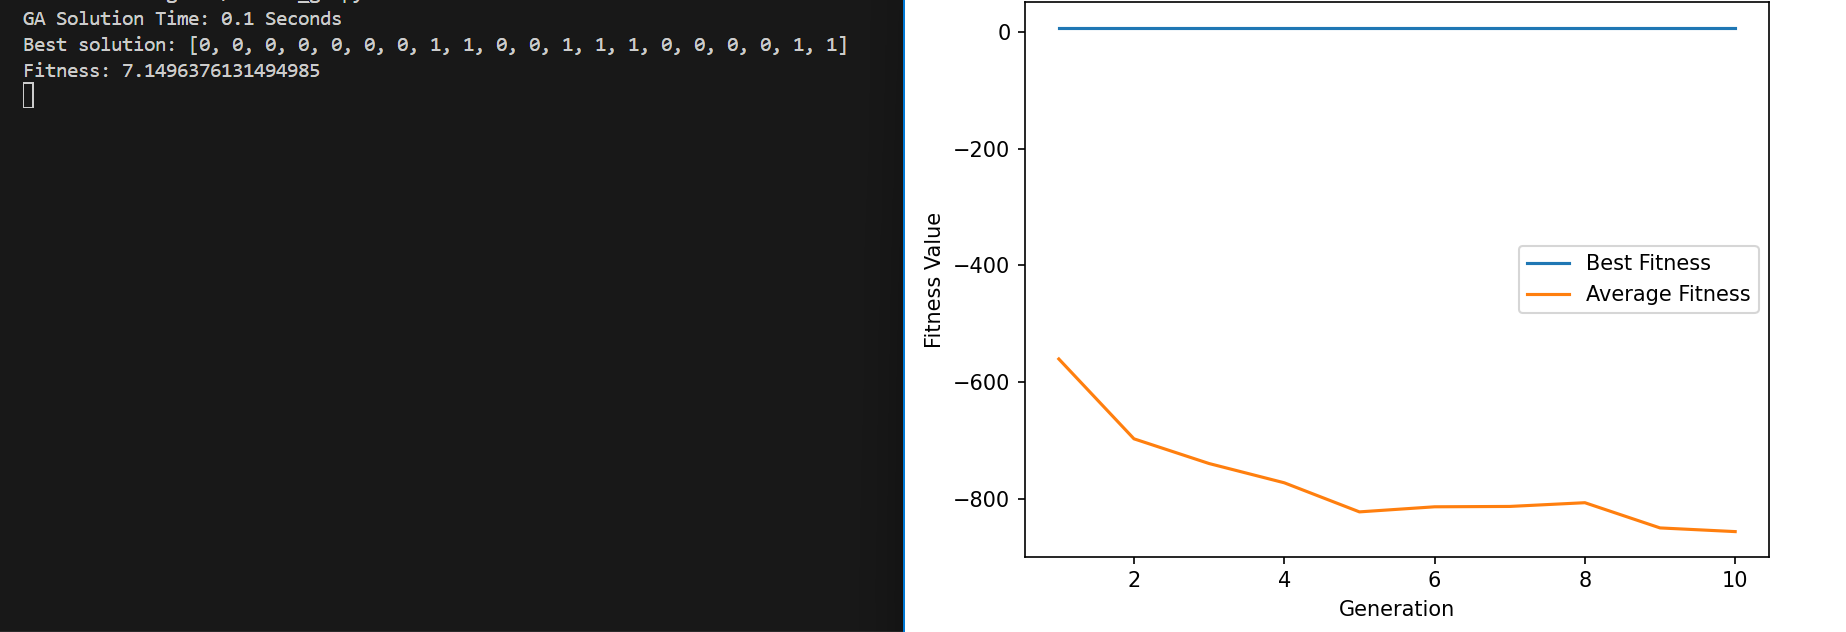 GA Solution Time: 0.1 Seconds
Best solution: [0, 0, 0, 0, 0, 0, 0, 1, 1, 0, 0, 1, 1, 1, 0, 0, 0, 0, 1, 1]
Fitness: 7.1496376131494985
0
−200
−400
−600
−800
Fitness Value
Best Fitness
Average Fitness
2 4 6 8 10
Generation